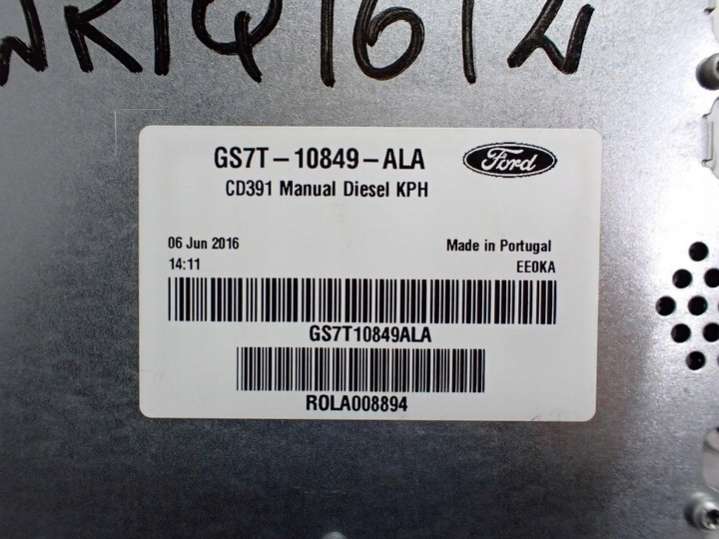 GS7T-10849-ALA
Ford
CD391 Manual Diesel KPH
06 Jun 2016
Made in Portugal
14:11
EE0KA
GS7T10849ALA
ROLA008894